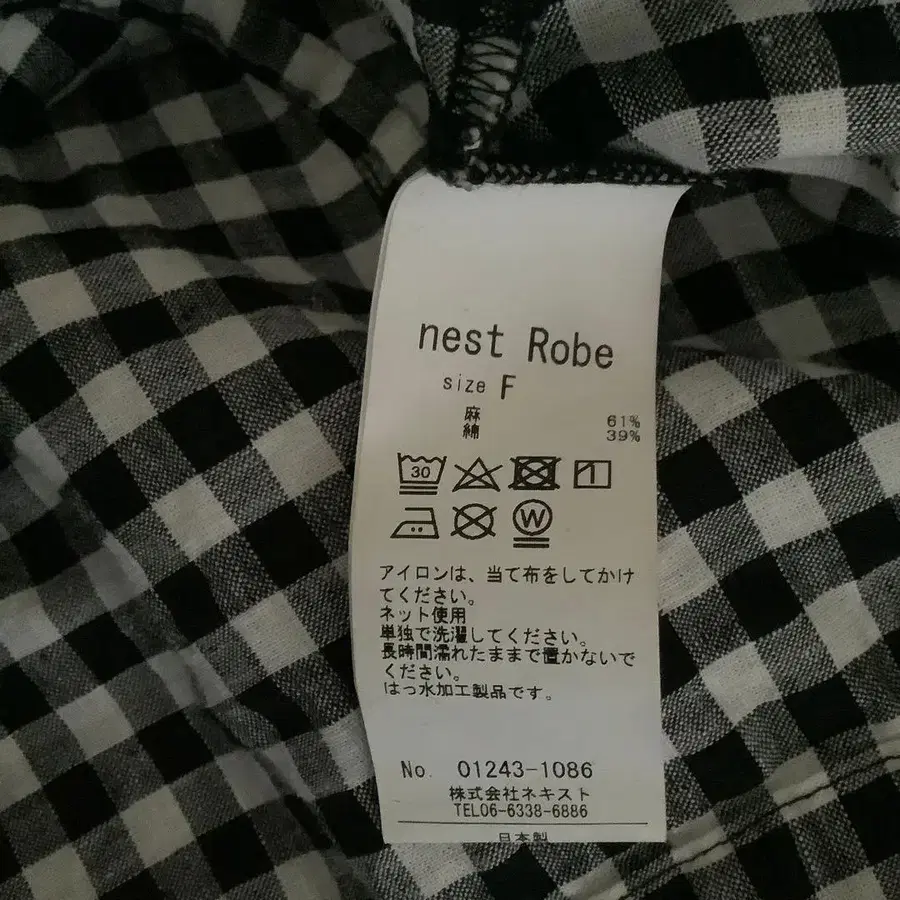 nest Robe
size F
麻 61%
綿 39%
30
W
アイロンは、当て布をしてかけ
てください。
ネット使用
単独で洗濯してください。
長時間濡れたままで置かないで
ください。
はっ水加工製品です。
No. 01243-1086
株式会社ネキスト
TEL06-6338-6886
日本製